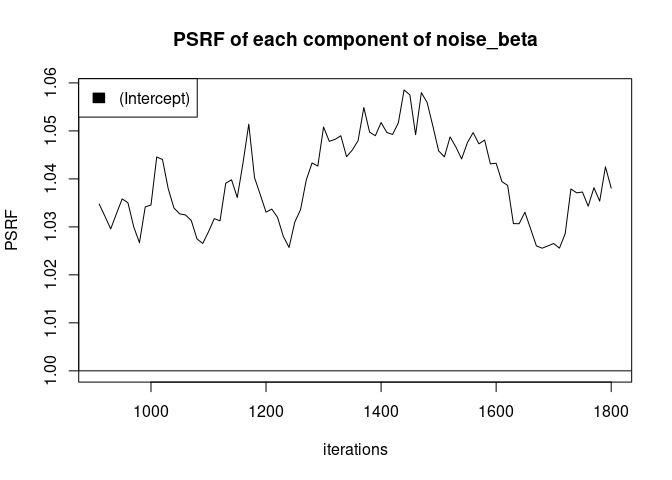 PSRF of each component of noise_beta
(Intercept)
PSRF
1.06
1.05
1.04
1.03
1.02
1.01
1.00
1000 1200 1400 1600 1800
iterations